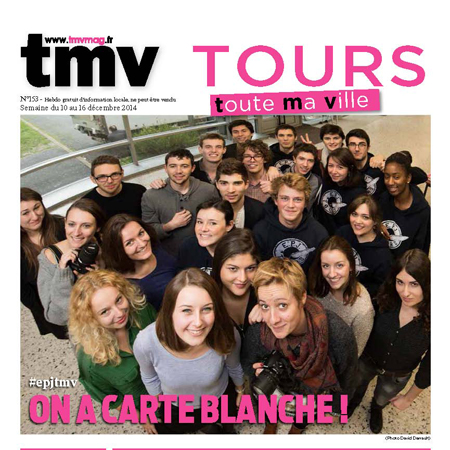 www.tmvmag.fr
tmv TOURS
toute ma ville
N°153 - Hebdo gratuit d'information locale, ne peut être vendu
Semaine du 10 au 16 décembre 2014
#epjtmv
ON A CARTE BLANCHE !
(Photo David Darrault)